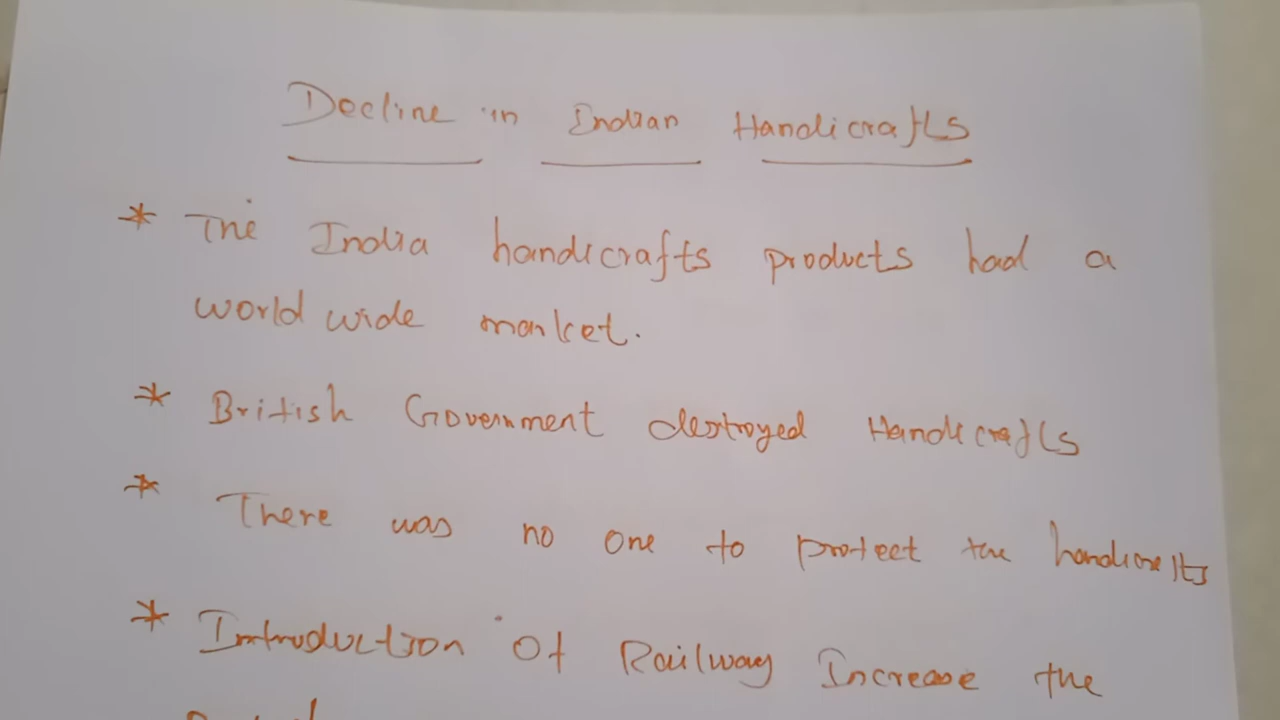 Decline in Indian Handicrafts
* The India handicrafts products had a
world wide market.
* British Government destroyed Handicrafts
* There was no one to protect the handicrafts
* Introduction of Railway Increase the